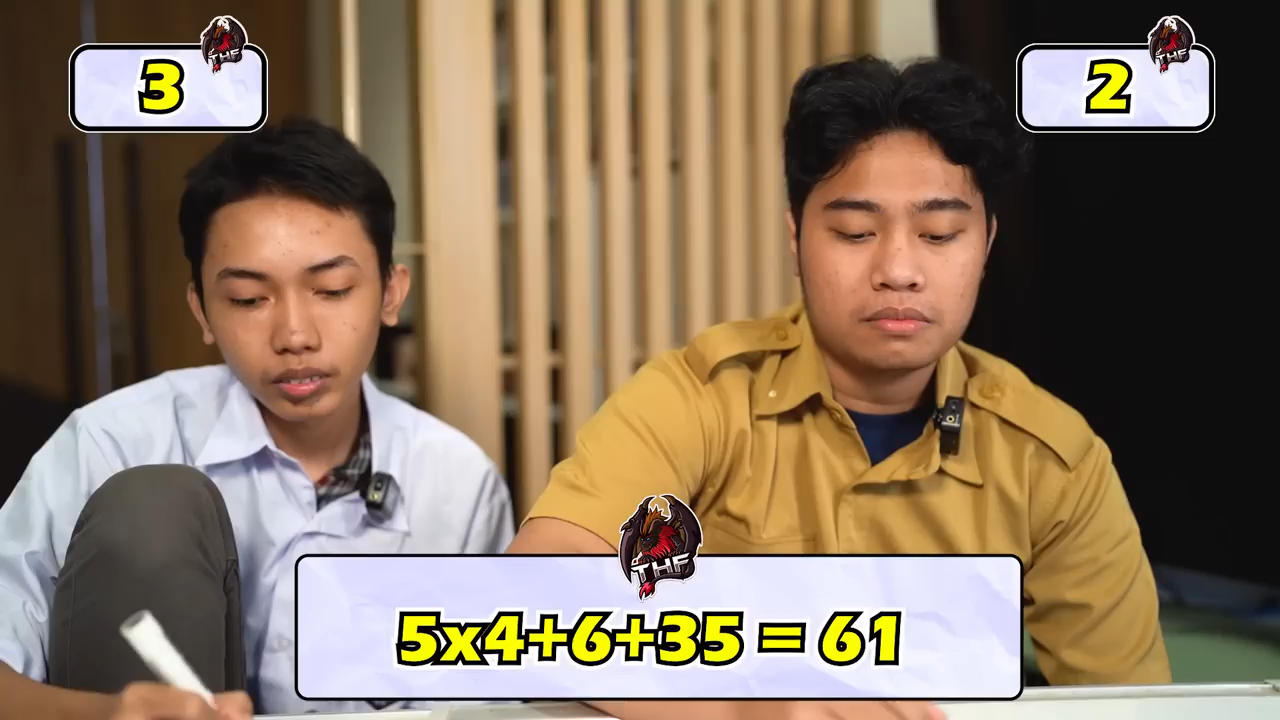 3
THF
2
THF
THF
5x4+6+35 = 61